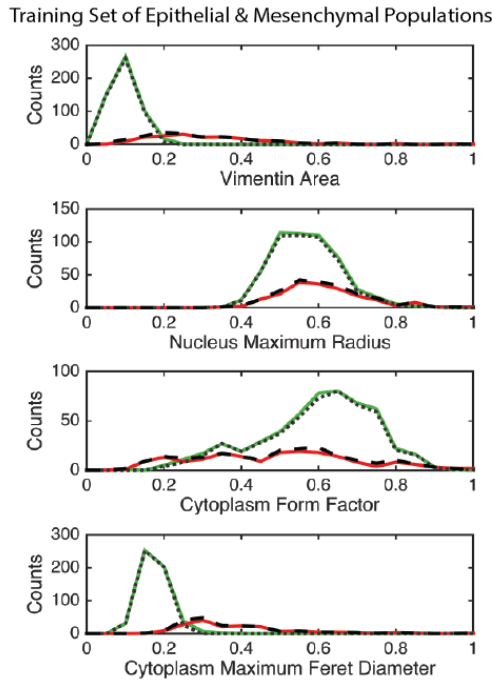 Training Set of Epithelial & Mesenchymal Populations
300
200
100
0
Counts
0 0.2 0.4 0.6 0.8 1
Vimentin Area
150
100
50
0
Counts
0 0.2 0.4 0.6 0.8 1
Nucleus Maximum Radius
100
50
0
Counts
0 0.2 0.4 0.6 0.8 1
Cytoplasm Form Factor
300
200
100
0
Counts
0 0.2 0.4 0.6 0.8 1
Cytoplasm Maximum Feret Diameter